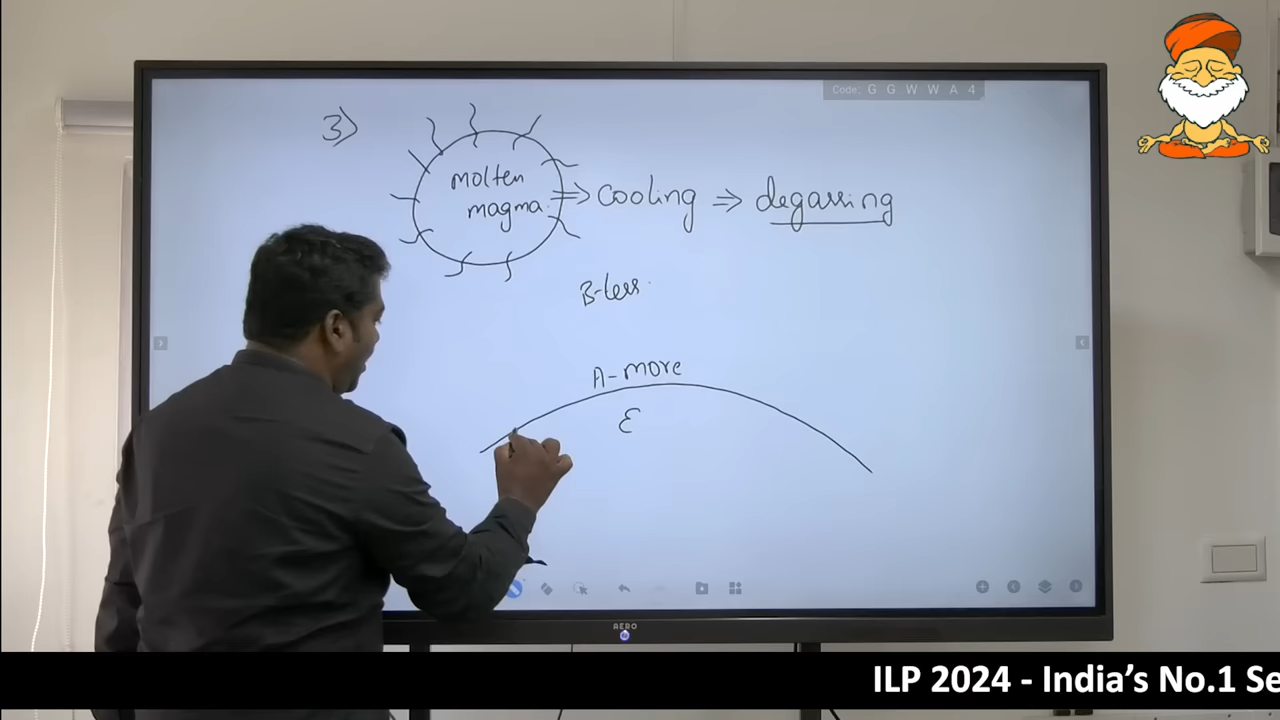 Code: G G W W A 4
3)
molten
magma. ⇒ cooling ⇒ degassing
B-less.
A-more
E
AERO
ILP 2024 - India’s No.1 Se